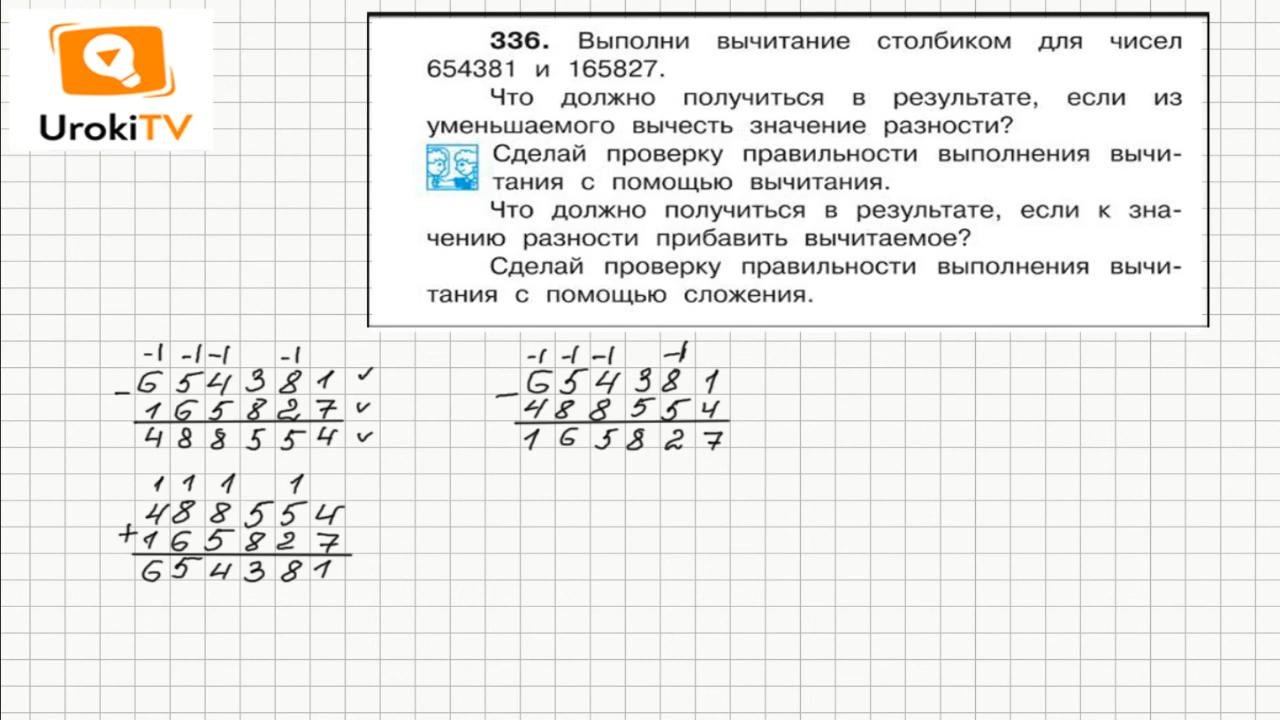 UrokiTV
336. Выполни вычитание столбиком для чисел
654381 и 165827.
Что должно получиться в результате, если из
уменьшаемого вычесть значение разности?
Сделай проверку правильности выполнения вычи-
тания с помощью вычитания.
Что должно получиться в результате, если к зна-
чению разности прибавить вычитаемое?
Сделай проверку правильности выполнения вычи-
тания с помощью сложения.
-1 -1 -1 -1
- 654381 ✓
165827 ✓
488554 ✓
-1 -1 -1 -1
- 654381
488554
165827
1 1 1 1
488554
+ 165827
654381